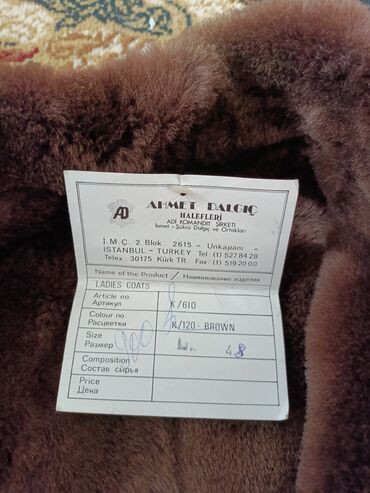 AD
AHMET DALGIÇ
HALEFLERİ
ADİ KOMANDİT ŞİRKETİ
İsmet - Şükrü Dalgıç ve Ortakları
İ.M.Ç. 2. Blok 2615 - Unkapanı -
İSTANBUL - TURKEY Tel: (1) 527 84 28
Telex : 30175 Kürk TR. Fax : (1) 519 20 00
Name of the Product / Наименование изделия
LADIES COATS
Article no.
Артикул
K/610
Colour no.
Расцветки
K/120 - BROWN
Size
Размер
48
Composition
Состав сырья
Price
Цена